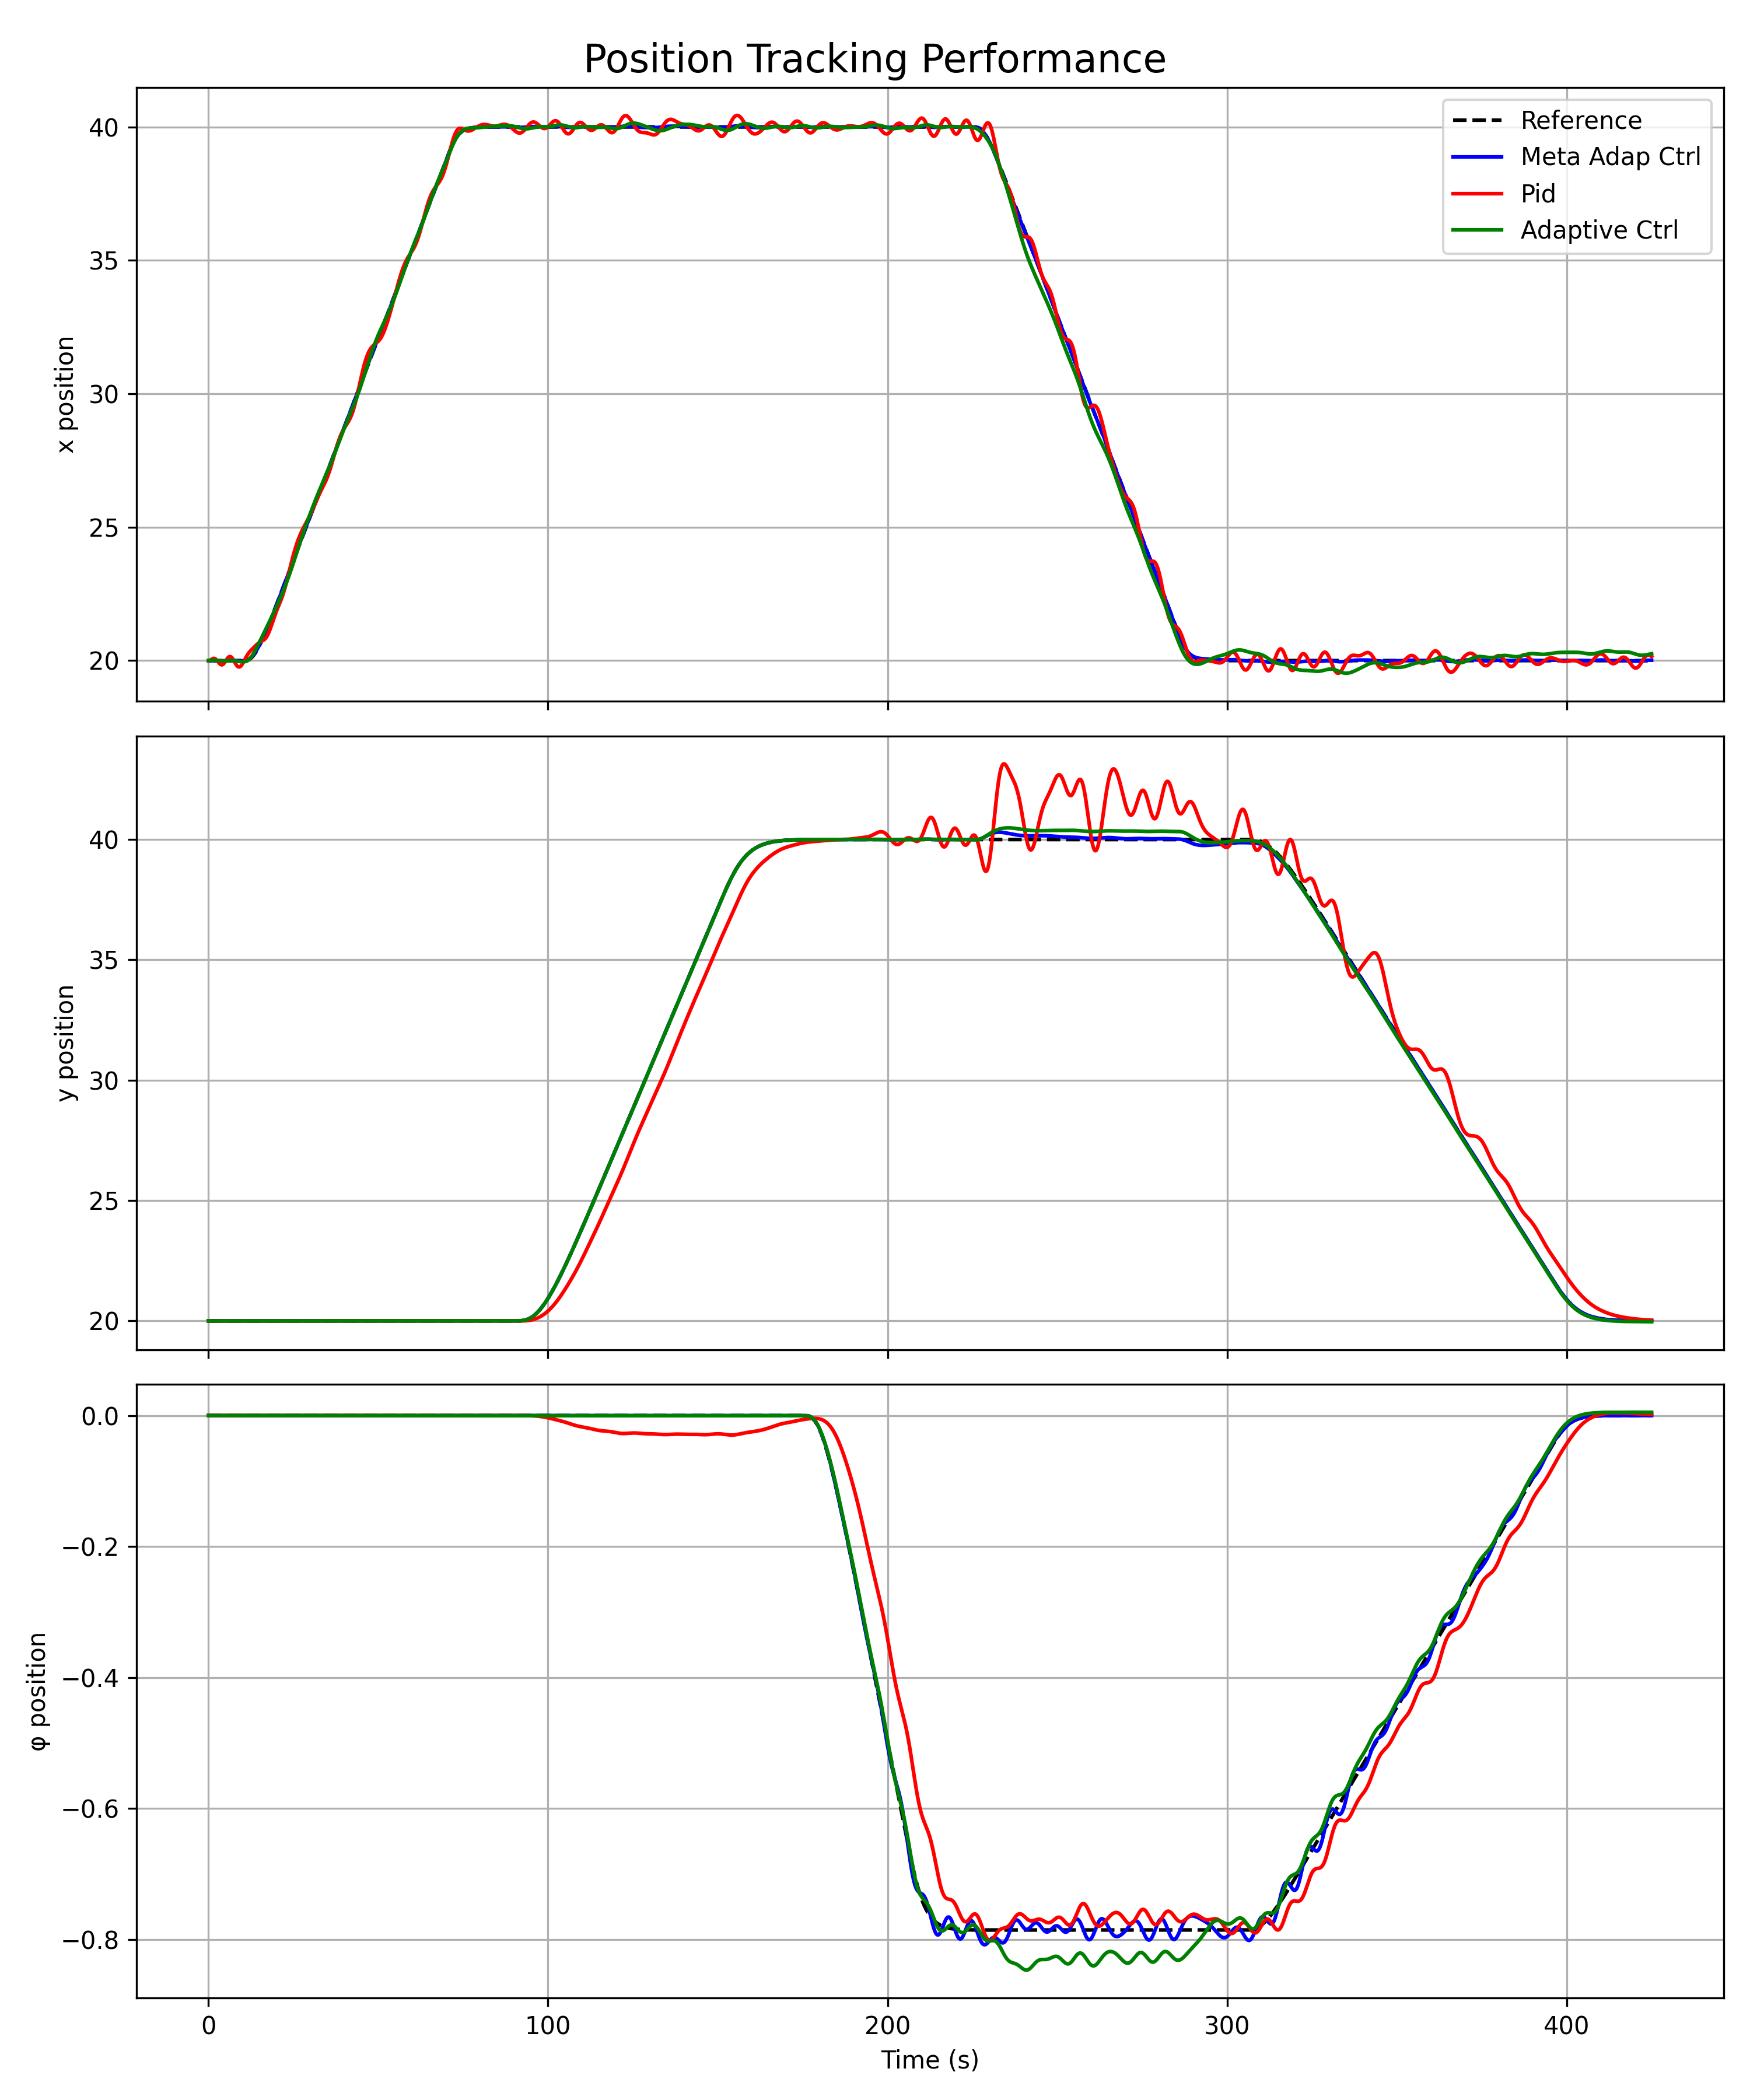 Position Tracking Performance
40
35
30
25
20
x position
Reference
Meta Adap Ctrl
Pid
Adaptive Ctrl
40
35
30
25
20
y position
0.0
−0.2
−0.4
−0.6
−0.8
φ position
0 100 200 300 400
Time (s)